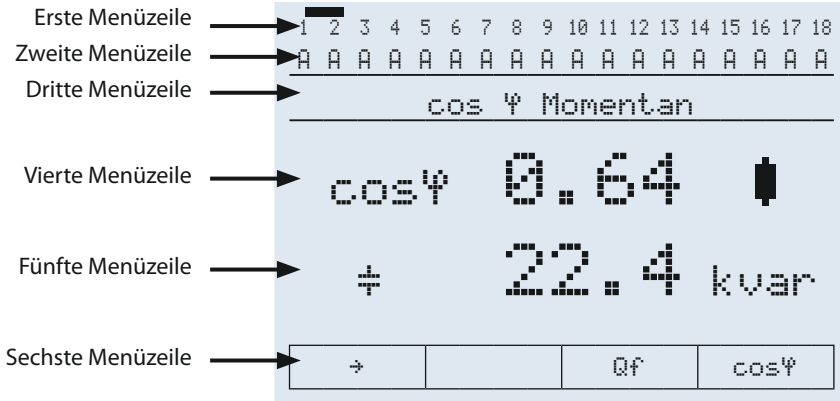 Erste Menüzeile
1 2 3 4 5 6 7 8 9 10 11 12 13 14 15 16 17 18
Zweite Menüzeile
A A A A A A A A A A A A A A A A A A
Dritte Menüzeile
cos φ Momentan
Vierte Menüzeile
cosφ 0.64
Fünfte Menüzeile
22.4 kvar
Sechste Menüzeile
→ Qf cosφ